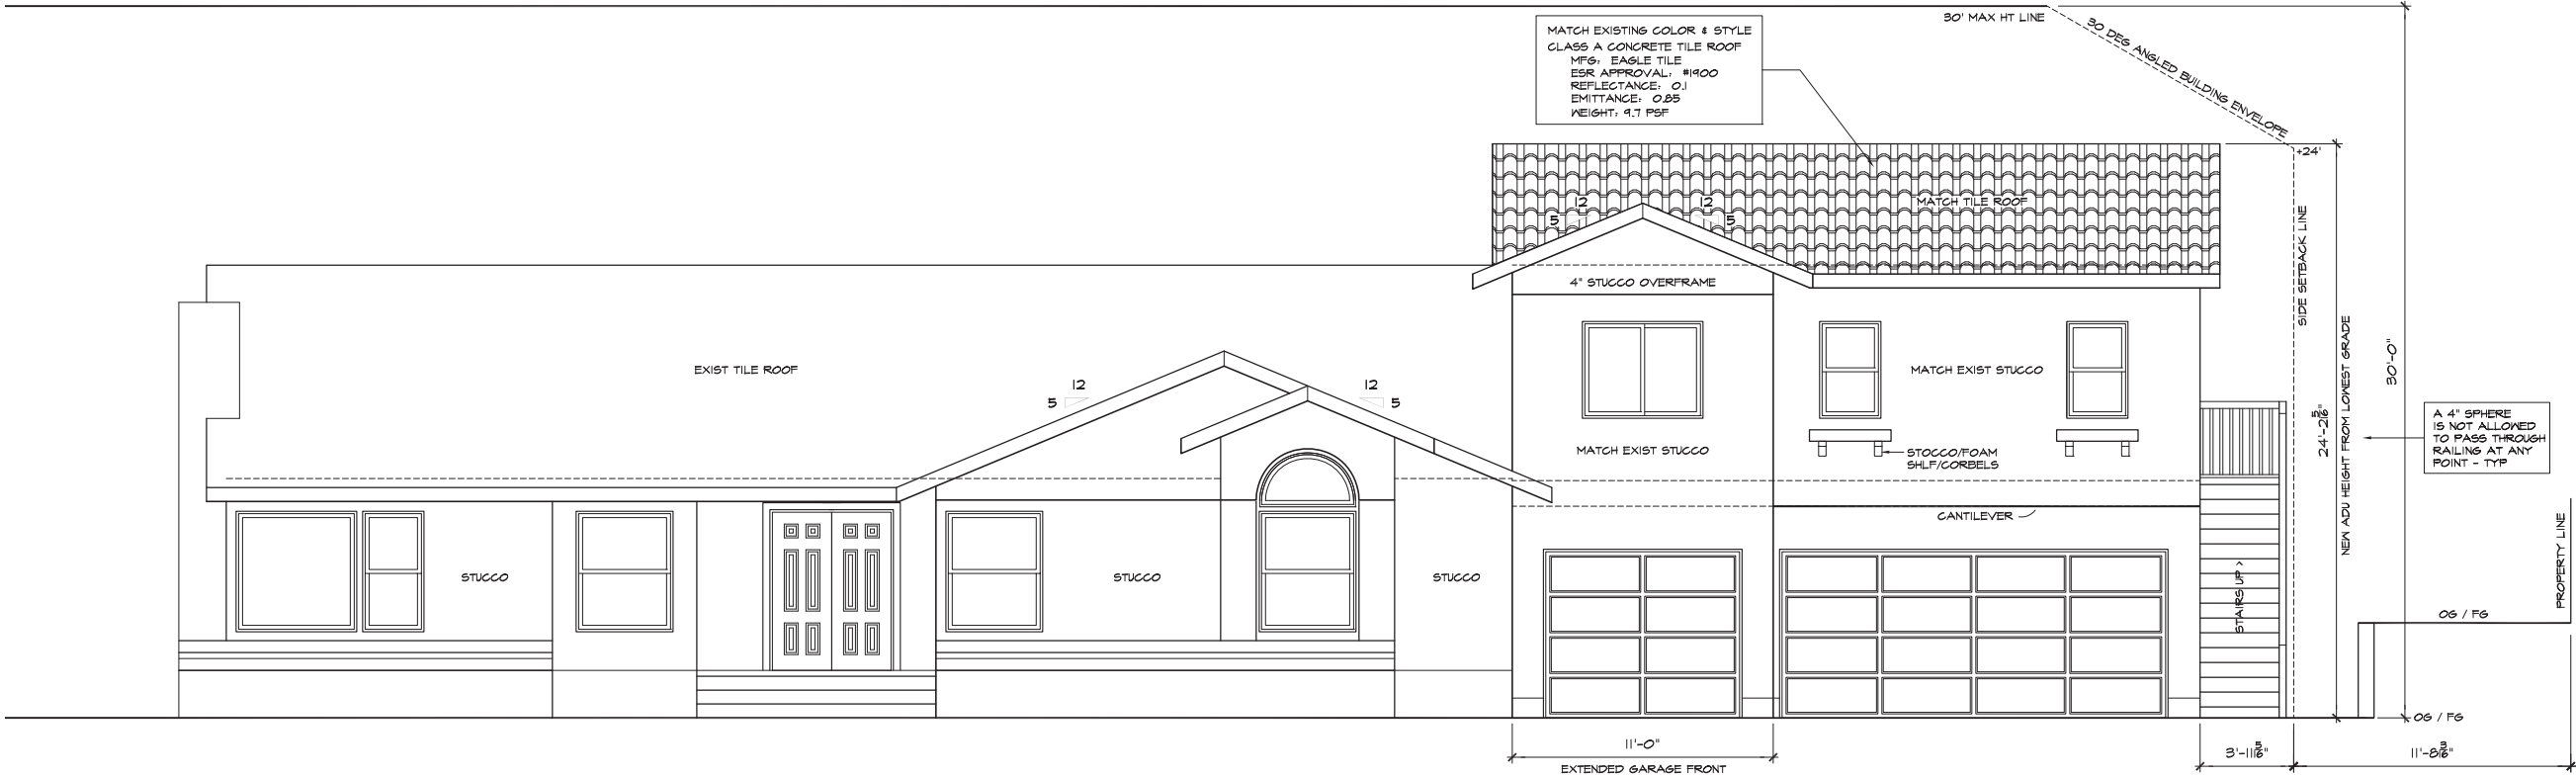 30' MAX HT LINE
30 DEG ANGLED BUILDING ENVELOPE
MATCH EXISTING COLOR & STYLE
CLASS A CONCRETE TILE ROOF
MFG: EAGLE TILE
ESR APPROVAL: #1900
REFLECTANCE: 0.1
EMITTANCE: 0.85
WEIGHT: 9.7 PSF
+24'
12
5
12
5
MATCH TILE ROOF
SIDE SETBACK LINE
4" STUCCO OVERFRAME
EXIST TILE ROOF
12
5
12
5
MATCH EXIST STUCCO
MATCH EXIST STUCCO
STOCCO/FOAM
SHLF/CORBELS
CANTILEVER
24'-2 5/16"
NEW ADU HEIGHT FROM LOWEST GRADE
30'-0"
A 4" SPHERE
IS NOT ALLOWED
TO PASS THROUGH
RAILING AT ANY
POINT - TYP
PROPERTY LINE
STUCCO
STUCCO
STUCCO
STAIRS UP >
OG / FG
OG / FG
11'-0"
EXTENDED GARAGE FRONT
3'-11 5/16"
11'-8 3/16"